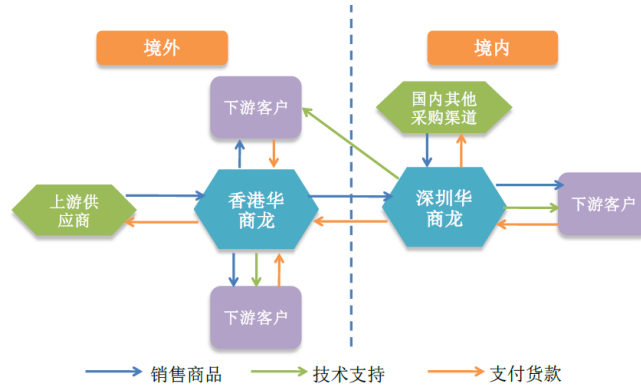 境外
境内
下游客户
国内其他
采购渠道
上游供
应商
香港华
商龙
深圳华
商龙
下游客户
下游客户
销售商品
技术支持
支付货款